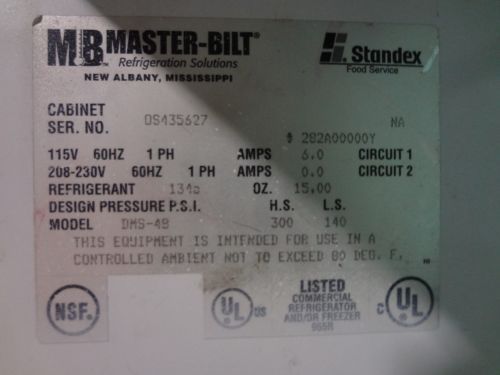 MB MASTER-BILT®
Refrigeration Solutions
NEW ALBANY, MISSISSIPPI
Standex
Food Service
CABINET
SER. NO. DS435627 NA
282A00000Y
115V 60HZ 1 PH AMPS 6.0 CIRCUIT 1
208-230V 60HZ 1 PH AMPS 0.0 CIRCUIT 2
REFRIGERANT 134a OZ. 15.00
DESIGN PRESSURE P.S.I. H.S. L.S.
MODEL DMS-48 300 140
THIS EQUIPMENT IS INTENDED FOR USE IN A
CONTROLLED AMBIENT NOT TO EXCEED 80 DEG. F.
NSF.
UL US
LISTED
COMMERCIAL
REFRIGERATOR
AND/OR FREEZER
955R
C UL